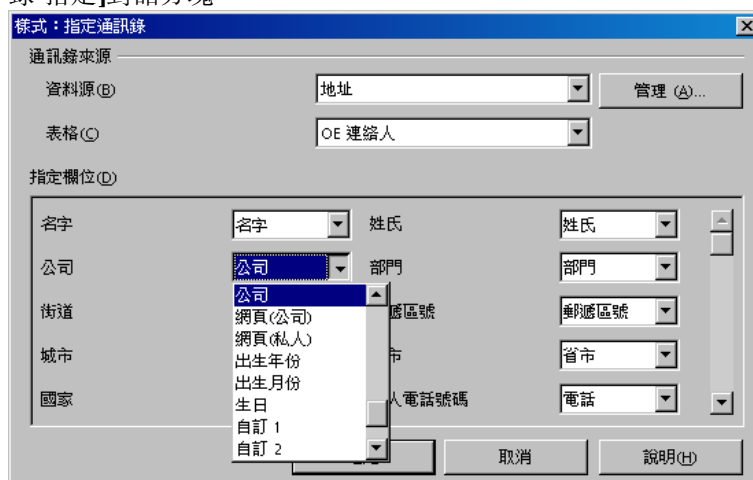 樣式：指定通訊錄
通訊錄來源
資料源(B) 地址 管理 (A)...
表格(C) OE 連絡人
指定欄位(D)
名字 名字 姓氏 姓氏
公司 公司 部門 部門
公司
街道 郵遞區號
網頁(公司)
網頁(私人)
城市 省市
出生年份
出生月份
國家 人電話號碼 電話
生日
自訂 1
自訂 2
取消 說明(H)